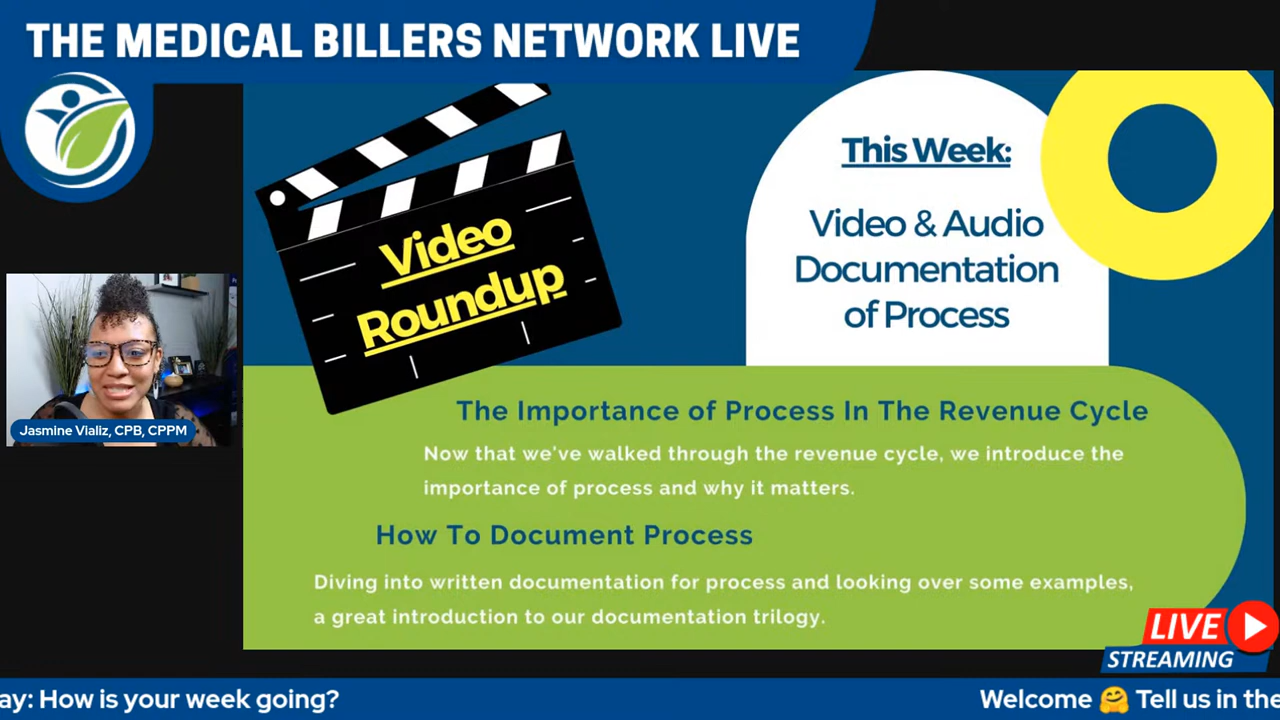 THE MEDICAL BILLERS NETWORK LIVE
This Week:
Video & Audio
Documentation
of Process
Video
Roundup
Jasmine Vializ, CPB, CPPM
The Importance of Process In The Revenue Cycle
Now that we've walked through the revenue cycle, we introduce the
importance of process and why it matters.
How To Document Process
Diving into written documentation for process and looking over some examples,
a great introduction to our documentation trilogy.
LIVE
STREAMING
ay: How is your week going?
Welcome 🤗 Tell us in the